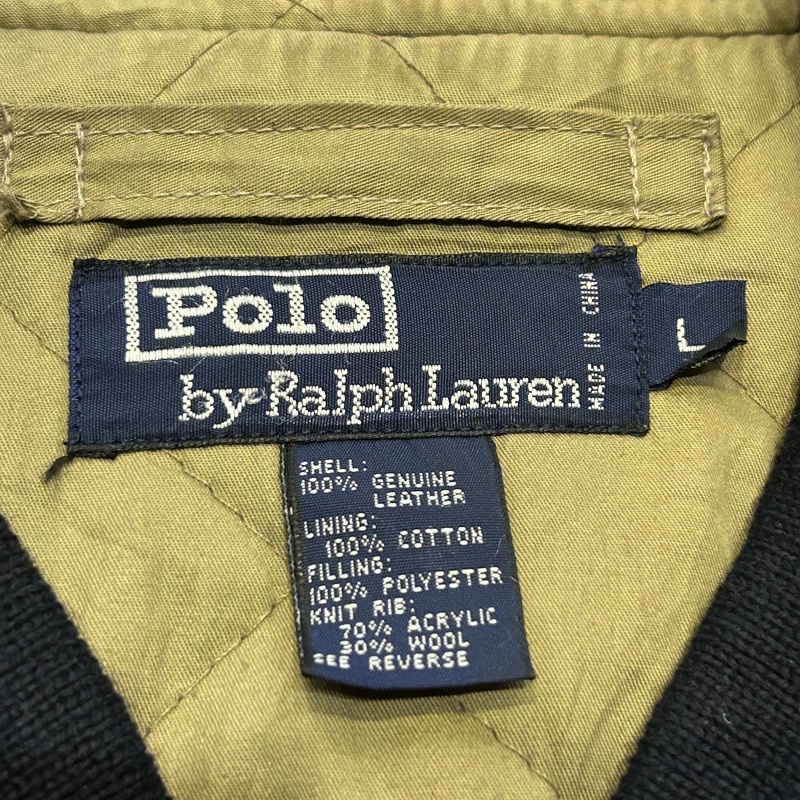 Polo
by Ralph Lauren
MADE IN CHINA
L
SHELL:
100% GENUINE
LEATHER
LINING:
100% COTTON
FILLING:
100% POLYESTER
KNIT RIB:
70% ACRYLIC
30% WOOL
SEE REVERSE